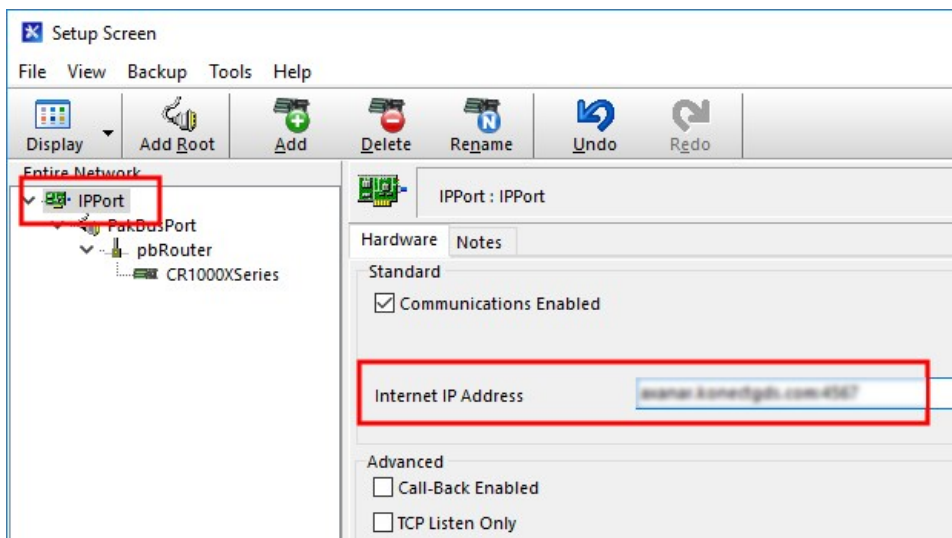 Setup Screen
File View Backup Tools Help
Display Add Root Add Delete Rename Undo Redo
Entire Network
IPPort
PakBusPort
pbRouter
CR1000XSeries
IPPort : IPPort
Hardware Notes
Standard
Communications Enabled
Internet IP Address
Advanced
Call-Back Enabled
TCP Listen Only